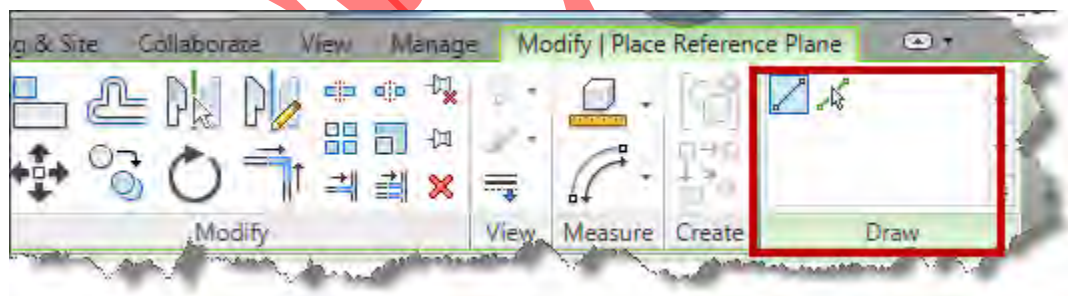 g & Site Collaborate View Manage Modify | Place Reference Plane
Modify View Measure Create Draw